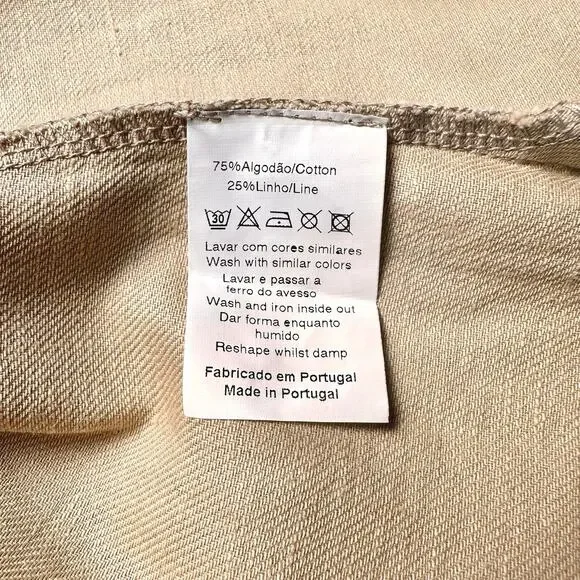 75%Algodão/Cotton
25%Linho/Line
30
Lavar com cores similares
Wash with similar colors
Lavar e passar a
ferro do avesso
Wash and iron inside out
Dar forma enquanto
humido
Reshape whilst damp
Fabricado em Portugal
Made in Portugal